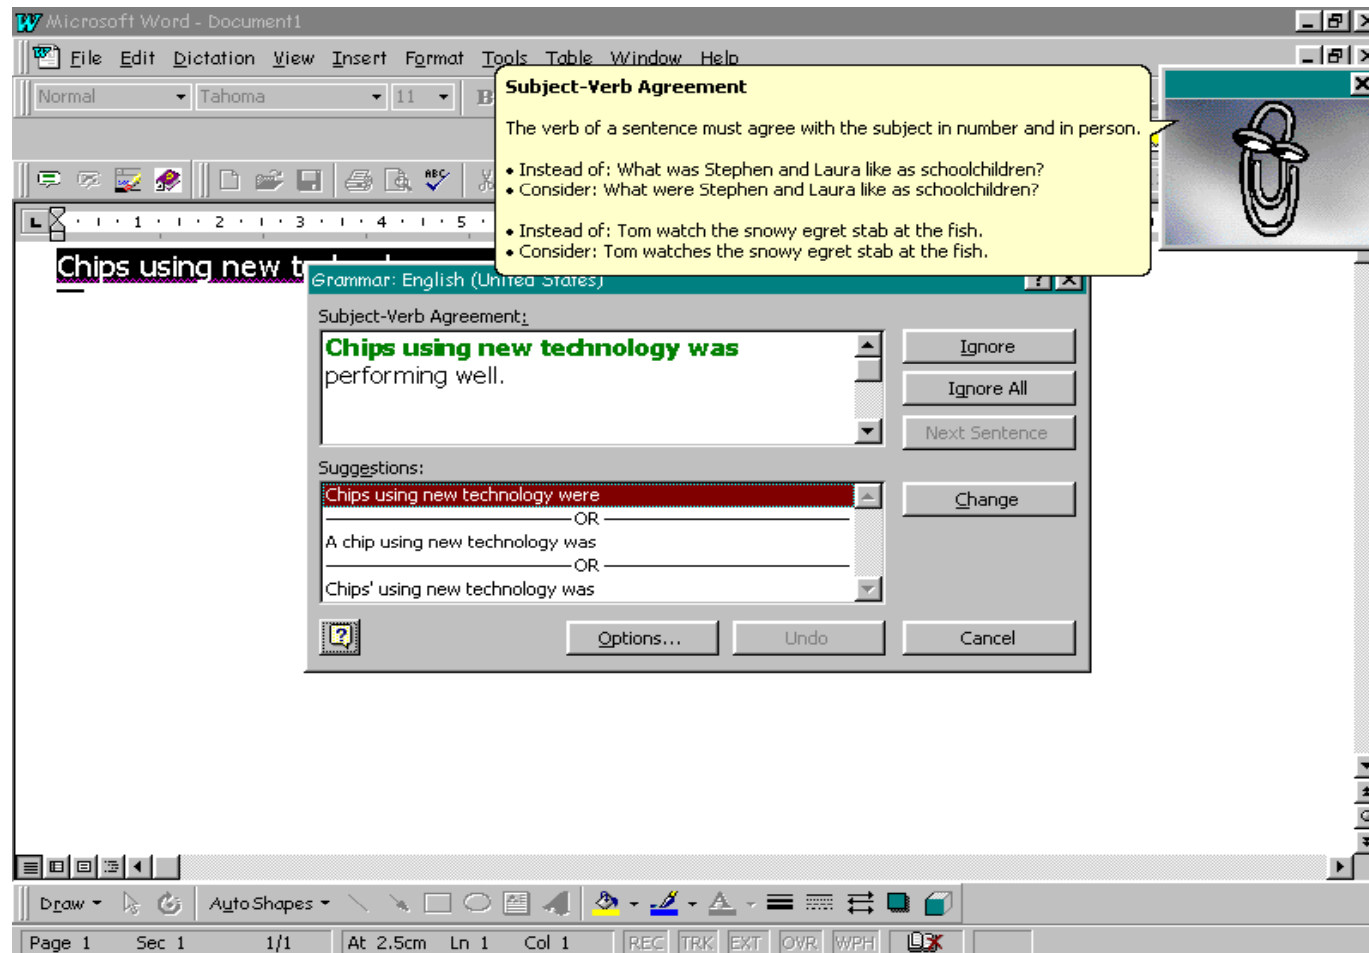 Microsoft Word - Document1
File Edit Dictation View Insert Format Tools Table Window Help
Normal Tahoma 11 B
Subject-Verb Agreement
The verb of a sentence must agree with the subject in number and in person.
• Instead of: What was Stephen and Laura like as schoolchildren?
• Consider: What were Stephen and Laura like as schoolchildren?
• Instead of: Tom watch the snowy egret stab at the fish.
• Consider: Tom watches the snowy egret stab at the fish.
ABC
1 2 3 4 5
Chips using new
Grammar: English (United States)
Subject-Verb Agreement:
Chips using new technology was
performing well.
Ignore
Ignore All
Next Sentence
Suggestions:
Chips using new technology were
OR
A chip using new technology was
OR
Chips' using new technology was
Change
Options... Undo Cancel
Draw AutoShapes
Page 1 Sec 1 1/1 At 2.5cm Ln 1 Col 1 REC TRK EXT OVR WPH